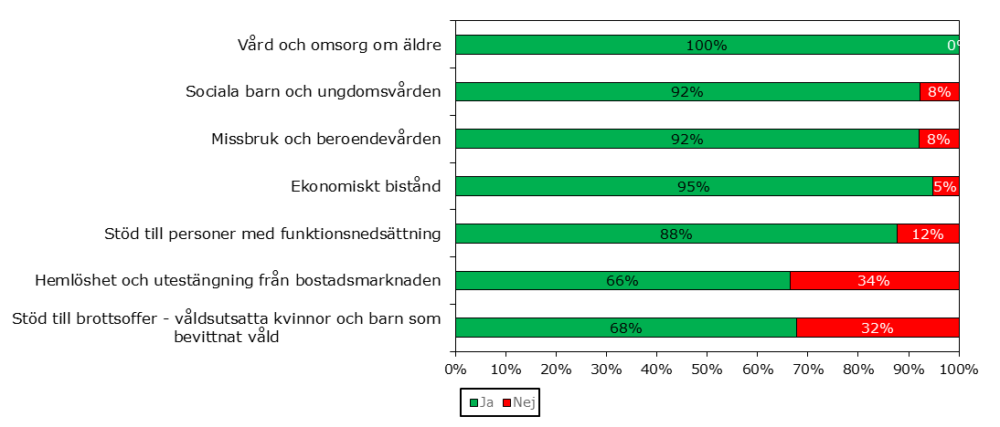 Vård och omsorg om äldre
100%
0%
Sociala barn och ungdomsvården
92%
8%
Missbruk och beroendevården
92%
8%
Ekonomiskt bistånd
95%
5%
Stöd till personer med funktionsnedsättning
88%
12%
Hemlöshet och utestängning från bostadsmarknaden
66%
34%
Stöd till brottsoffer - våldsutsatta kvinnor och barn som
bevittnat våld
68%
32%
0% 10% 20% 30% 40% 50% 60% 70% 80% 90% 100%
Ja Nej